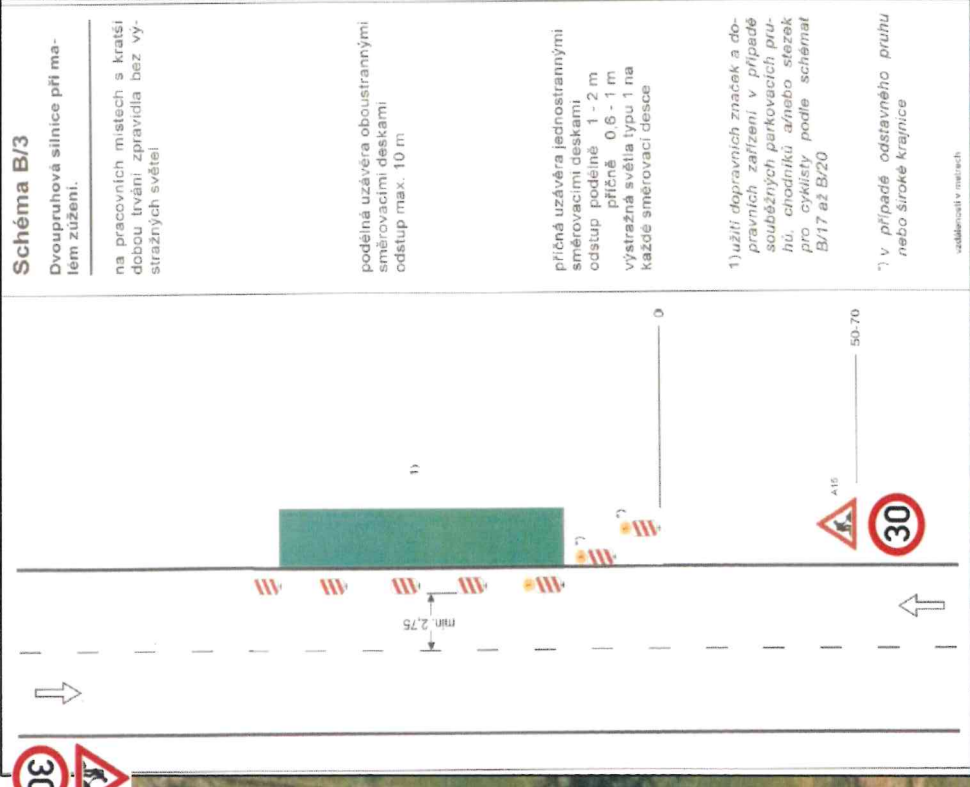 Schéma B/3
Dvoupruhová silnice při ma-
lém zúžení.
na pracovních místech s kratší
dobou trvání zpravidla bez vý-
stražných světel
podélná uzávěra oboustrannými
směrovacími deskami
odstup max. 10 m
příčná uzávěra jednostrannými
směrovacími deskami
odstup podélně 1 - 2 m
příčně 0,6 - 1 m
výstražná světla typu 1 na
každé směrovací desce
1) užití dopravních značek a do-
pravních zařízení v případě
souběžných parkovacích pru-
hů, chodníků a/nebo stezek
pro cyklisty podle schémat
B/17 až B/20
*) v případě odstavného pruhu
nebo široké krajnice
vzdálenosti v metrech
1)
min. 2,75
*)
*)
0
A15
50-70
30
30